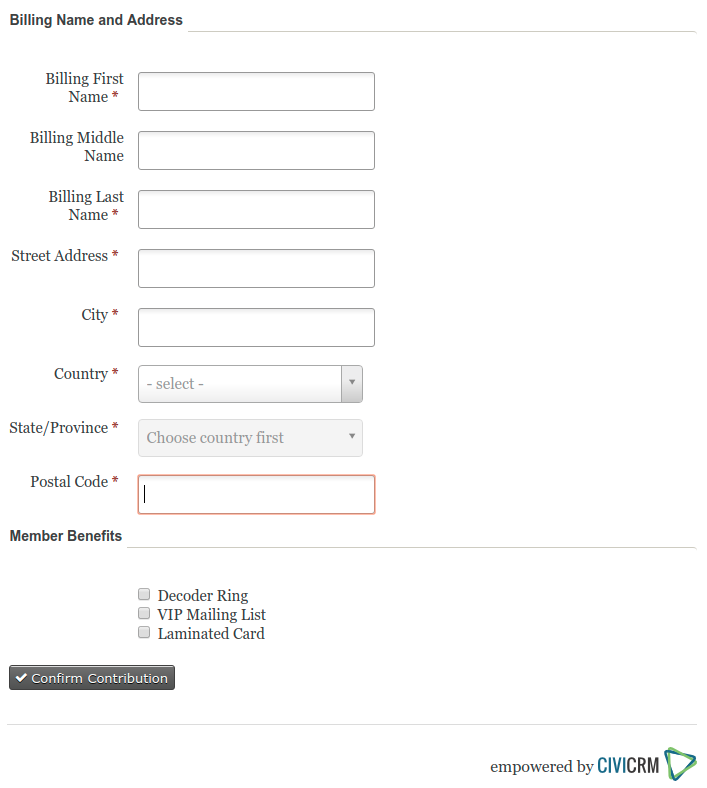 Billing Name and Address
Billing First
Name *
Billing Middle
Name
Billing Last
Name *
Street Address *
City *
Country *
- select -
State/Province *
Choose country first
Postal Code *
Member Benefits
Decoder Ring
VIP Mailing List
Laminated Card
Confirm Contribution
empowered by CIVICRM